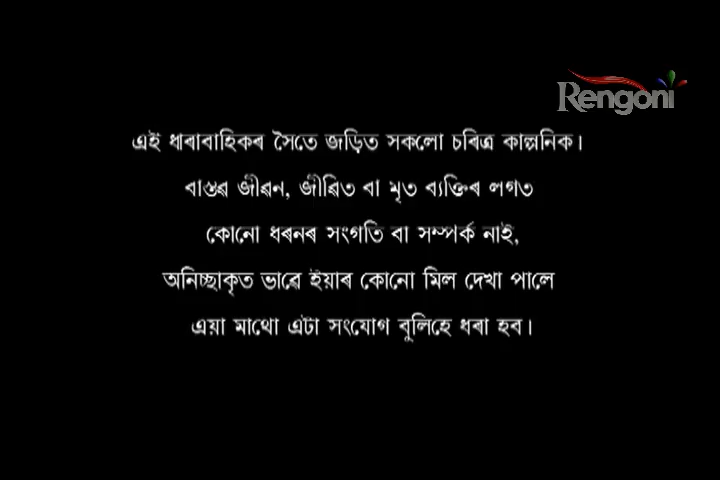 Rengoni
এই ধাৰাবাহিকৰ সৈতে জড়িত সকলো চৰিত্ৰ কাল্পনিক।
বাস্তৱ জীৱন, জীৱিত বা মৃত ব্যক্তিৰ লগত
কোনো ধৰনৰ সংগতি বা সম্পৰ্ক নাই,
অনিচ্ছাকৃত ভাৱে ইয়াৰ কোনো মিল দেখা পালে
এয়া মাথো এটা সংযোগ বুলিহে ধৰা হব।